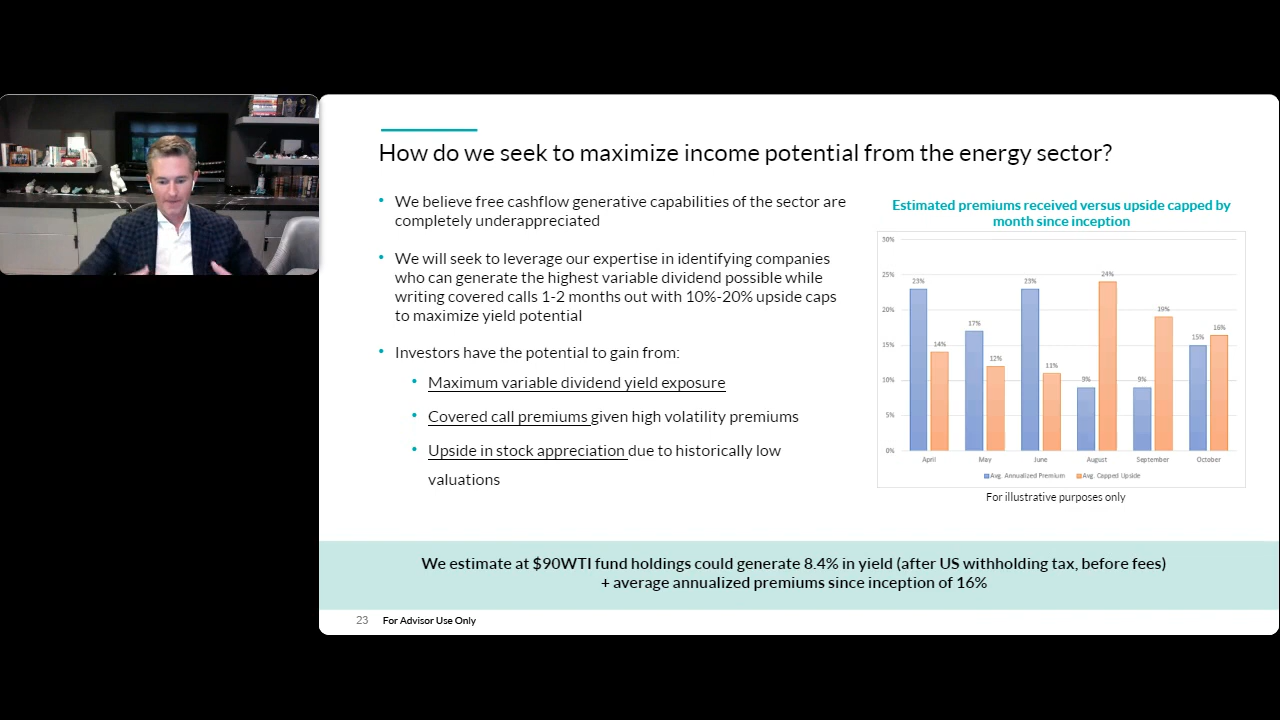 How do we seek to maximize income potential from the energy sector?
• We believe free cashflow generative capabilities of the sector are
completely underappreciated
• We will seek to leverage our expertise in identifying companies
who can generate the highest variable dividend possible while
writing covered calls 1-2 months out with 10%-20% upside caps
to maximize yield potential
• Investors have the potential to gain from:
• Maximum variable dividend yield exposure
• Covered call premiums given high volatility premiums
• Upside in stock appreciation due to historically low
valuations
Estimated premiums received versus upside capped by
month since inception
30%
25%
20%
15%
10%
5%
0%
23%
14%
17%
12%
23%
11%
9%
24%
9%
19%
15%
16%
April
May
June
August
September
October
Avg. Annualized Premium
Avg. Capped Upside
For illustrative purposes only
We estimate at $90WTI fund holdings could generate 8.4% in yield (after US withholding tax, before fees)
+ average annualized premiums since inception of 16%
23
For Advisor Use Only